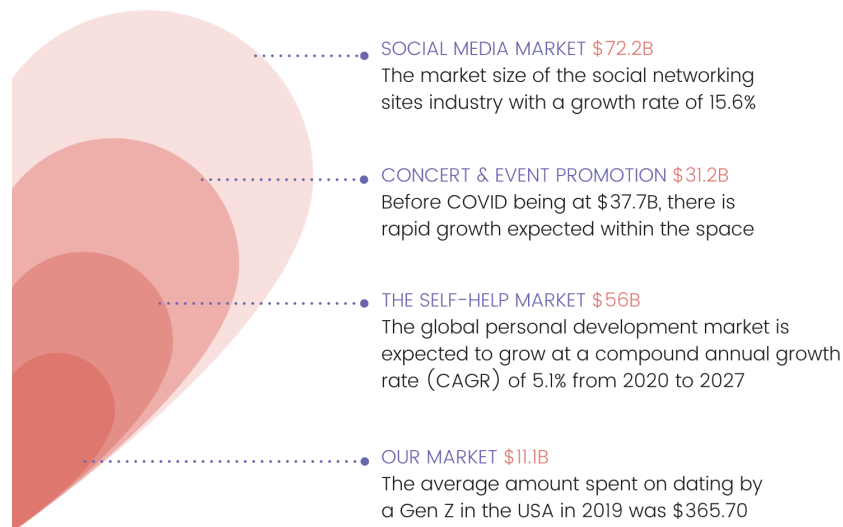 SOCIAL MEDIA MARKET $72.2B
The market size of the social networking
sites industry with a growth rate of 15.6%
CONCERT & EVENT PROMOTION $31.2B
Before COVID being at $37.7B, there is
rapid growth expected within the space
THE SELF-HELP MARKET $56B
The global personal development market is
expected to grow at a compound annual growth
rate (CAGR) of 5.1% from 2020 to 2027
OUR MARKET $11.1B
The average amount spent on dating by
a Gen Z in the USA in 2019 was $365.70